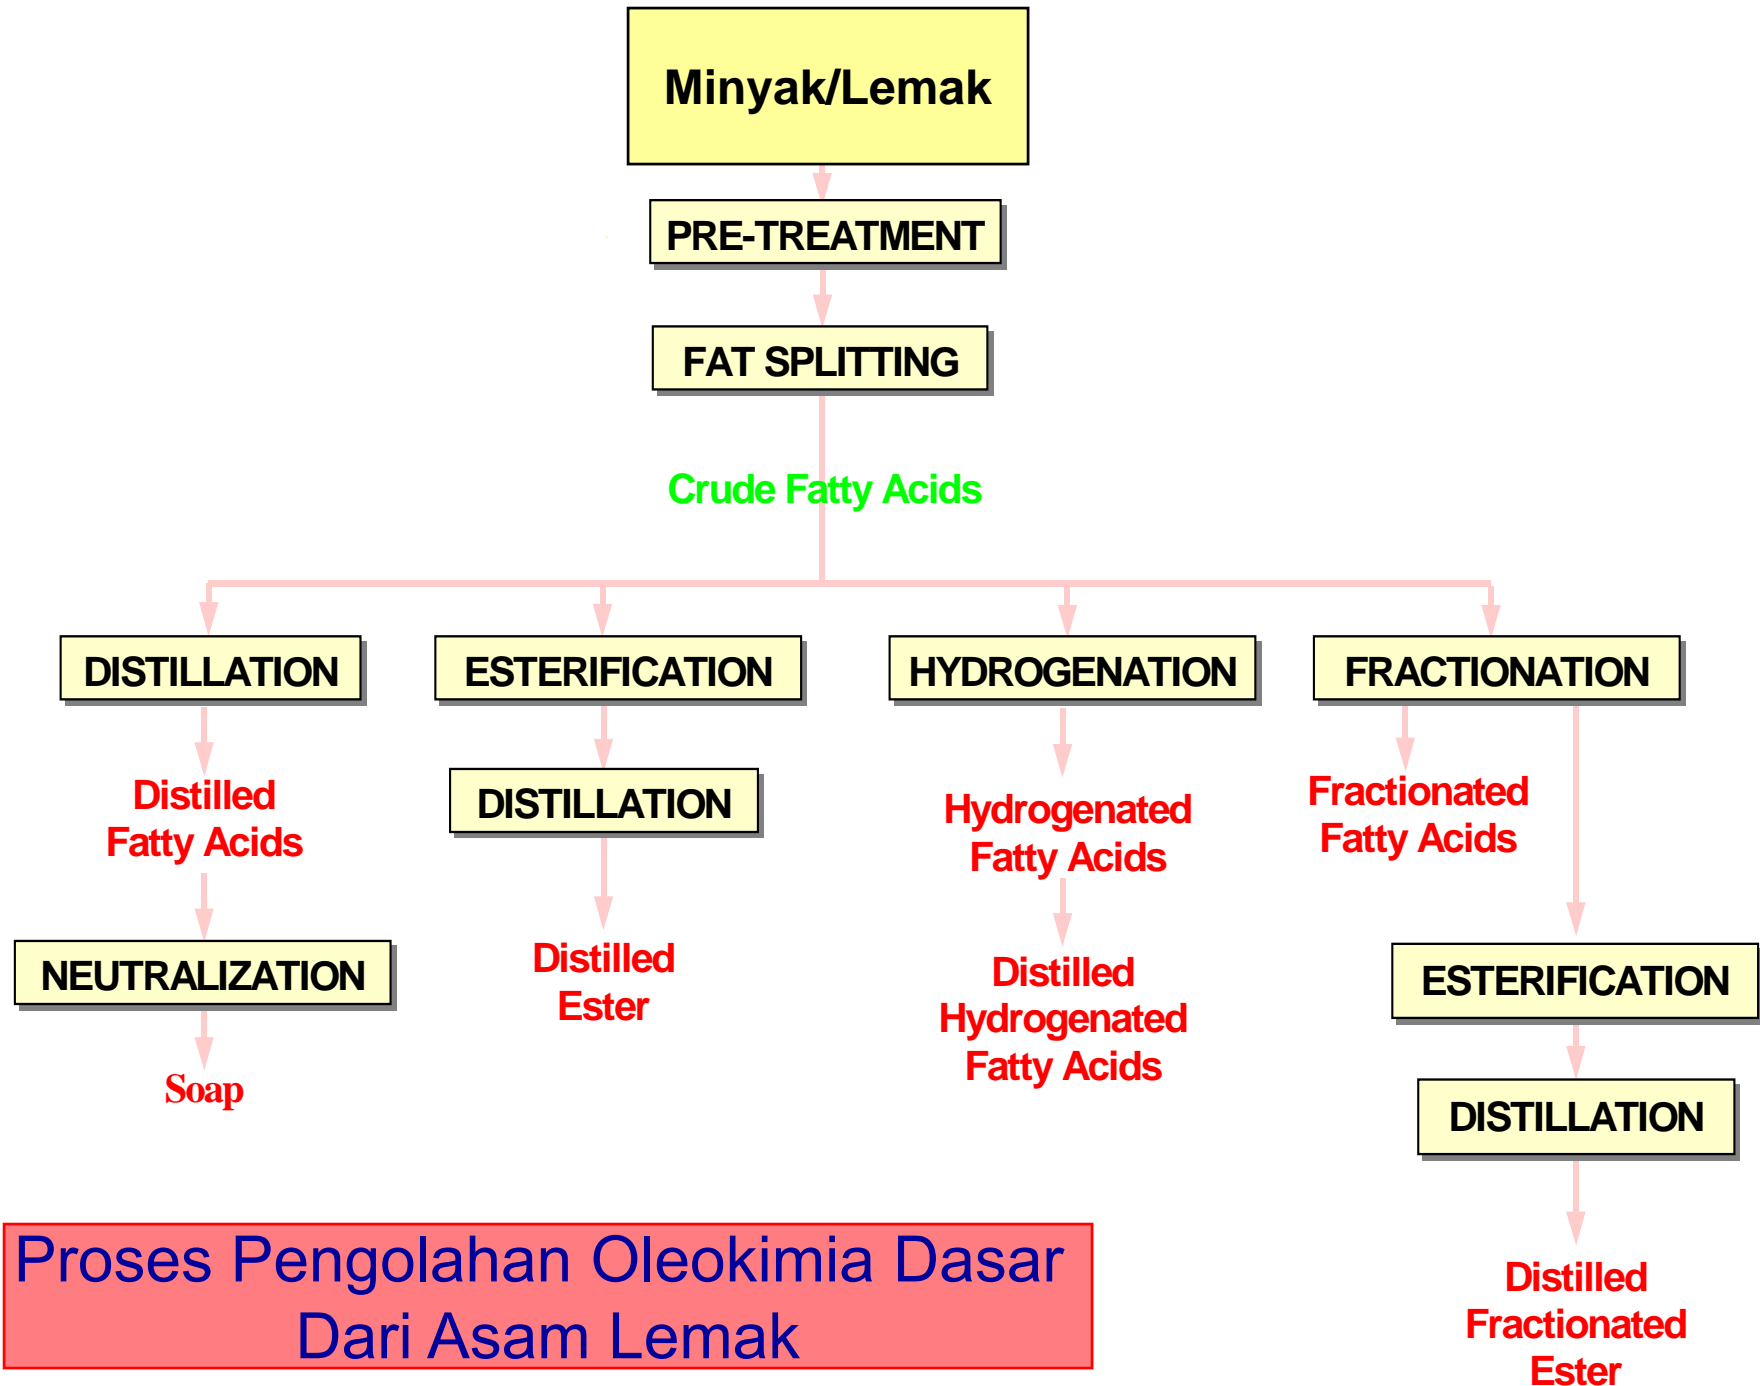 Minyak/Lemak
PRE-TREATMENT
FAT SPLITTING
Crude Fatty Acids
DISTILLATION
ESTERIFICATION
HYDROGENATION
FRACTIONATION
Distilled
Fatty Acids
DISTILLATION
Hydrogenated
Fatty Acids
Fractionated
Fatty Acids
NEUTRALIZATION
Distilled
Ester
Distilled
Hydrogenated
Fatty Acids
ESTERIFICATION
Soap
DISTILLATION
Distilled
Fractionated
Ester
Proses Pengolahan Oleokimia Dasar
Dari Asam Lemak